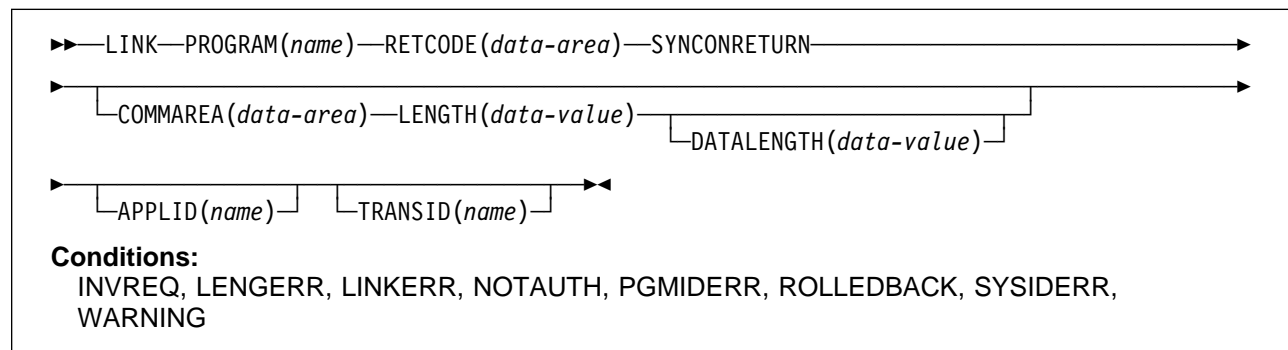 ►►──LINK──PROGRAM(name)──RETCODE(data-area)──SYNCONRETURN──►
COMMAREA(data-area)──LENGTH(data-value)
DATALENGTH(data-value)
APPLID(name) TRANSID(name)
Conditions:
INVREQ, LENGERR, LINKERR, NOTAUTH, PGMIDERR, ROLLEDBACK, SYSIDERR,
WARNING